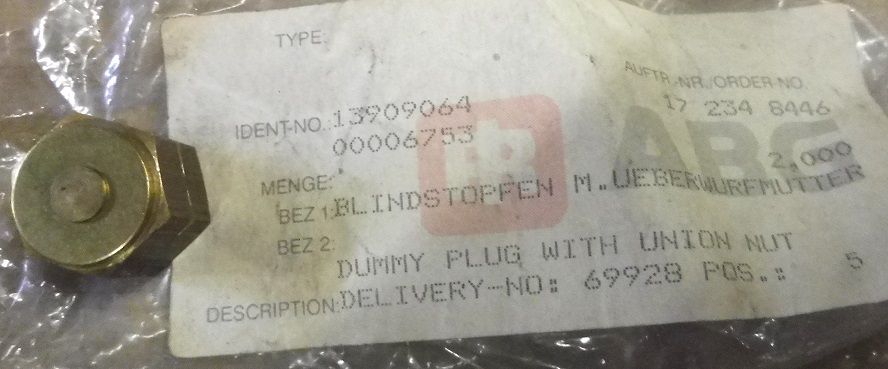 TYPE:
AUFTR.-NR./ORDER-NO.
IDENT-NO.: 13909064 17 234 8446
00006753
MENGE: 2,000
BEZ 1: BLINDSTOPFEN M.UEBERWURFMUTTER
BEZ 2:
DUMMY PLUG WITH UNION NUT
DESCRIPTION: DELIVERY-NO: 69928 POS.: 5
ABG